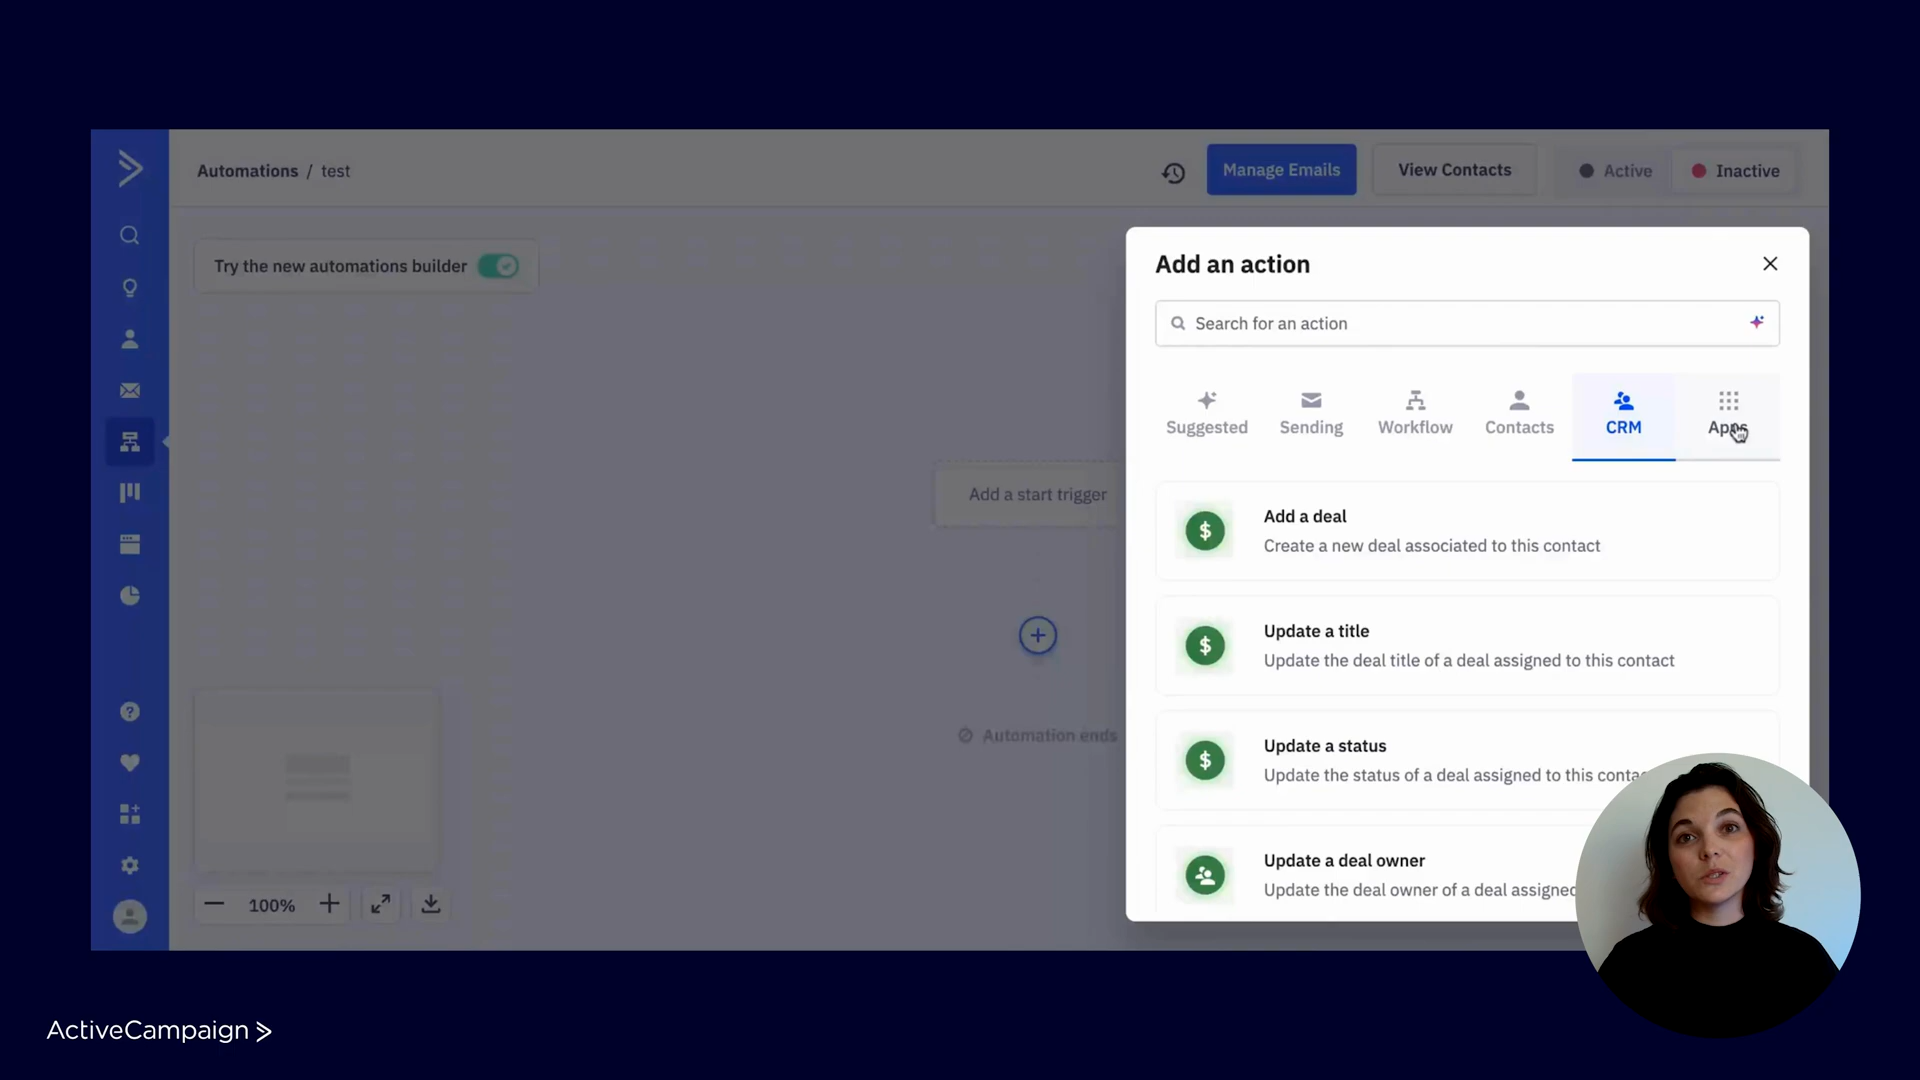 Automations / test
Manage Emails
View Contacts
Active
Inactive
Try the new automations builder
Add an action
Search for an action
Suggested
Sending
Workflow
Contacts
CRM
Apps
Add a start trigger
Add a deal
Create a new deal associated to this contact
Update a title
Update the deal title of a deal assigned to this contact
Update a status
Update the status of a deal assigned to this conta
Automation ends
Update a deal owner
Update the deal owner of a deal assigned
100%
ActiveCampaign